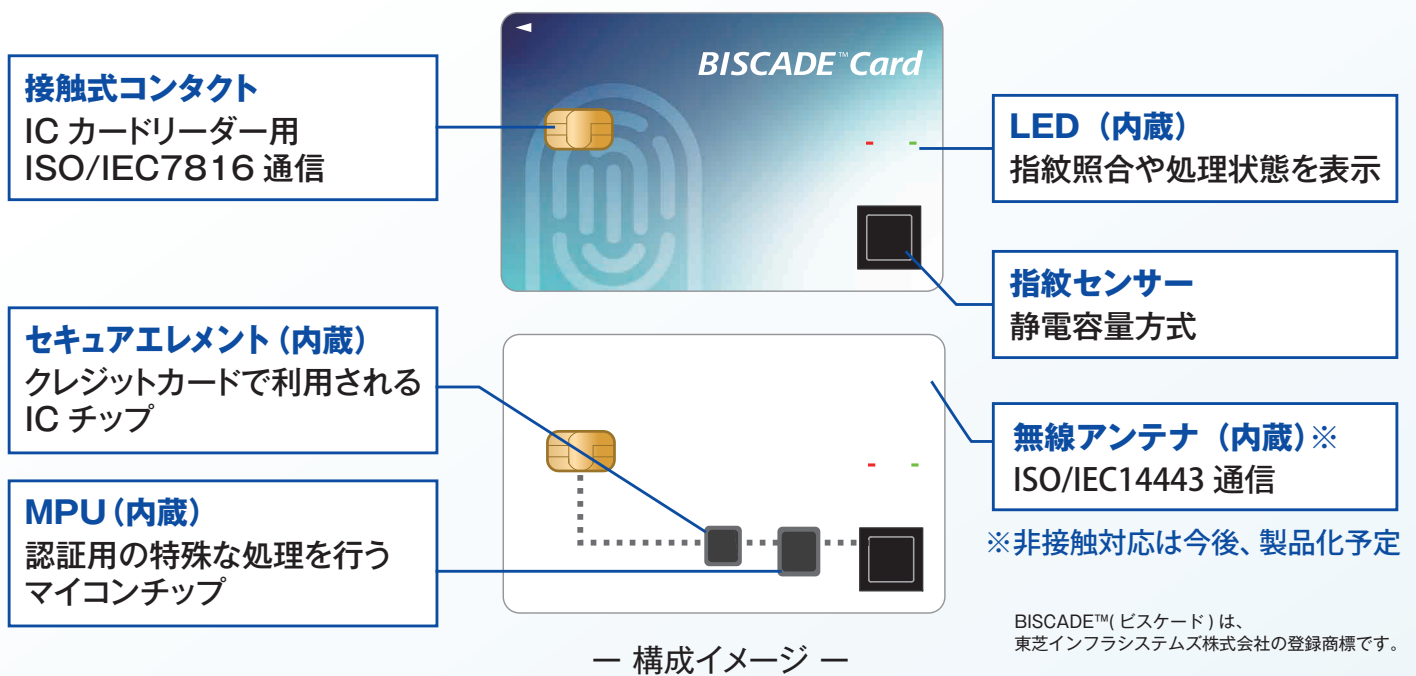 BISCADE™Card
接触式コンタクト
IC カードリーダー用
ISO/IEC7816 通信
LED（内蔵）
指紋照合や処理状態を表示
指紋センサー
静電容量方式
セキュアエレメント（内蔵）
クレジットカードで利用される
IC チップ
無線アンテナ（内蔵）※
ISO/IEC14443 通信
MPU（内蔵）
認証用の特殊な処理を行う
マイコンチップ
※非接触対応は今後、製品化予定
BISCADE™( ビスケード ) は、
東芝インフラシステムズ株式会社の登録商標です。
ー 構成イメージ ー